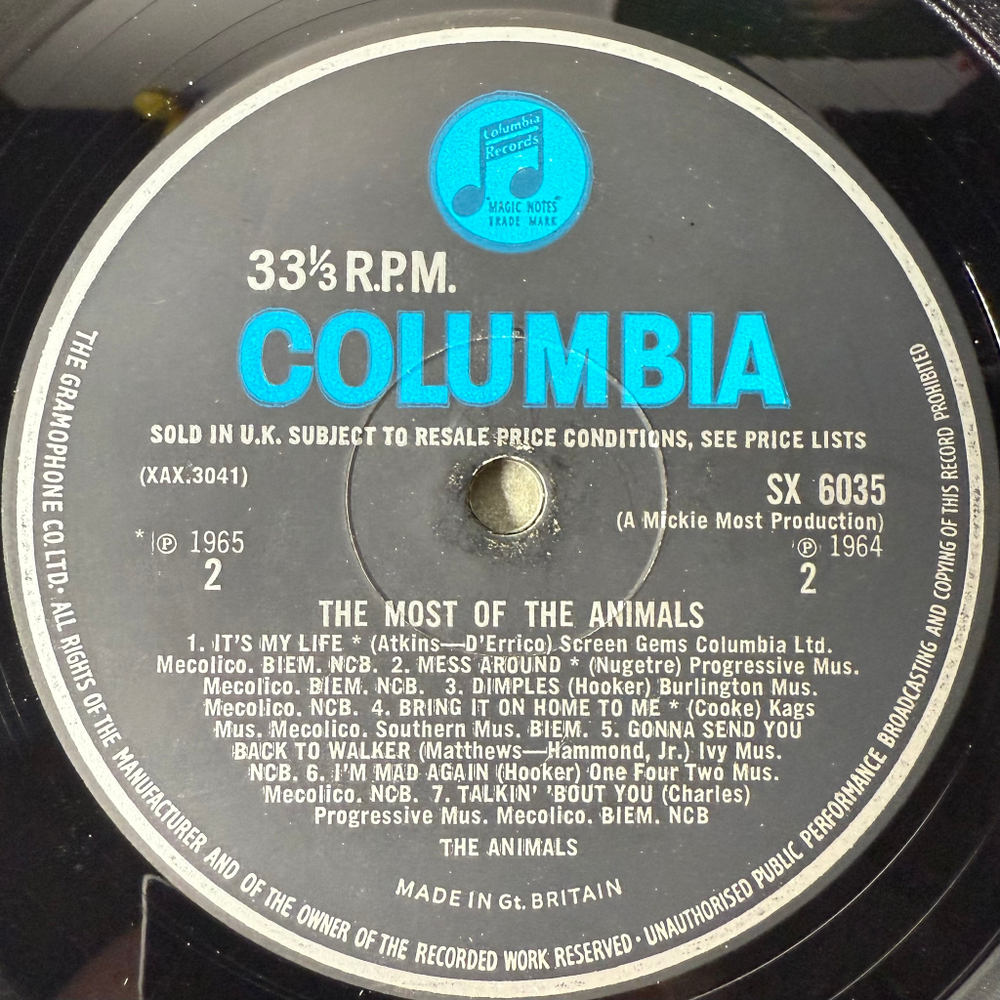 Columbia
Records
"MAGIC NOTES"
TRADE MARK
33⅓ R.P.M.
COLUMBIA
SOLD IN U.K. SUBJECT TO RESALE PRICE CONDITIONS, SEE PRICE LISTS
(XAX.3041)
SX 6035
(A Mickie Most Production)
* ℗ 1965
℗ 1964
2
2
THE MOST OF THE ANIMALS
1. IT'S MY LIFE * (Atkins—D'Errico) Screen Gems Columbia Ltd.
Mecolico. BIEM. NCB. 2. MESS AROUND * (Nugetre) Progressive Mus.
Mecolico. BIEM. NCB. 3. DIMPLES (Hooker) Burlington Mus.
Mecolico. NCB. 4. BRING IT ON HOME TO ME * (Cooke) Kags
Mus. Mecolico. Southern Mus. BIEM. 5. GONNA SEND YOU
BACK TO WALKER (Matthews—Hammond, Jr.) Ivy Mus.
NCB. 6. I'M MAD AGAIN (Hooker) One Four Two Mus.
Mecolico. NCB. 7. TALKIN' 'BOUT YOU (Charles)
Progressive Mus. Mecolico. BIEM. NCB
THE ANIMALS
MADE IN Gt. BRITAIN
THE GRAMOPHONE CO. LTD. · ALL RIGHTS OF THE MANUFACTURER AND OF THE OWNER OF THE RECORDED WORK RESERVED · UNAUTHORISED PUBLIC PERFORMANCE BROADCASTING AND COPYING OF THIS RECORD PROHIBITED